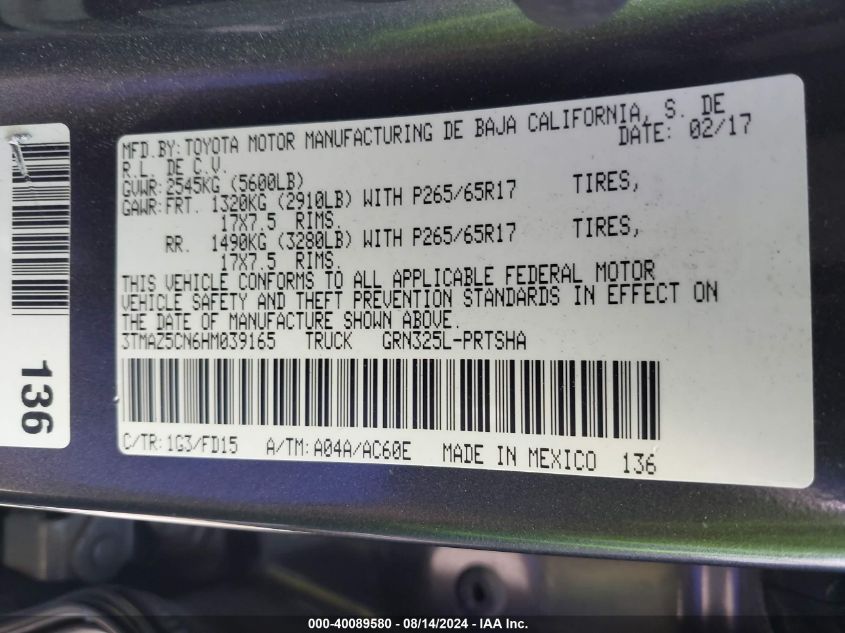 MFD.BY:TOYOTA MOTOR MANUFACTURING DE BAJA CALIFORNIA, S. DE
R.L. DE C.V. DATE: 02/17
GVWR:2545KG (5600LB)
GAWR:FRT. 1320KG (2910LB) WITH P265/65R17 TIRES,
17X7.5 RIMS.
RR. 1490KG (3280LB) WITH P265/65R17 TIRES,
17X7.5 RIMS.
THIS VEHICLE CONFORMS TO ALL APPLICABLE FEDERAL MOTOR
VEHICLE SAFETY AND THEFT PREVENTION STANDARDS IN EFFECT ON
THE DATE OF MANUFACTURE SHOWN ABOVE.
3TMAZ5CN6HM039165 TRUCK GRN325L-PRTSHA
C/TR:1G3/FD15 A/TM:A04A/AC60E MADE IN MEXICO 136
136
000-40089580 - 08/14/2024 - IAA Inc.